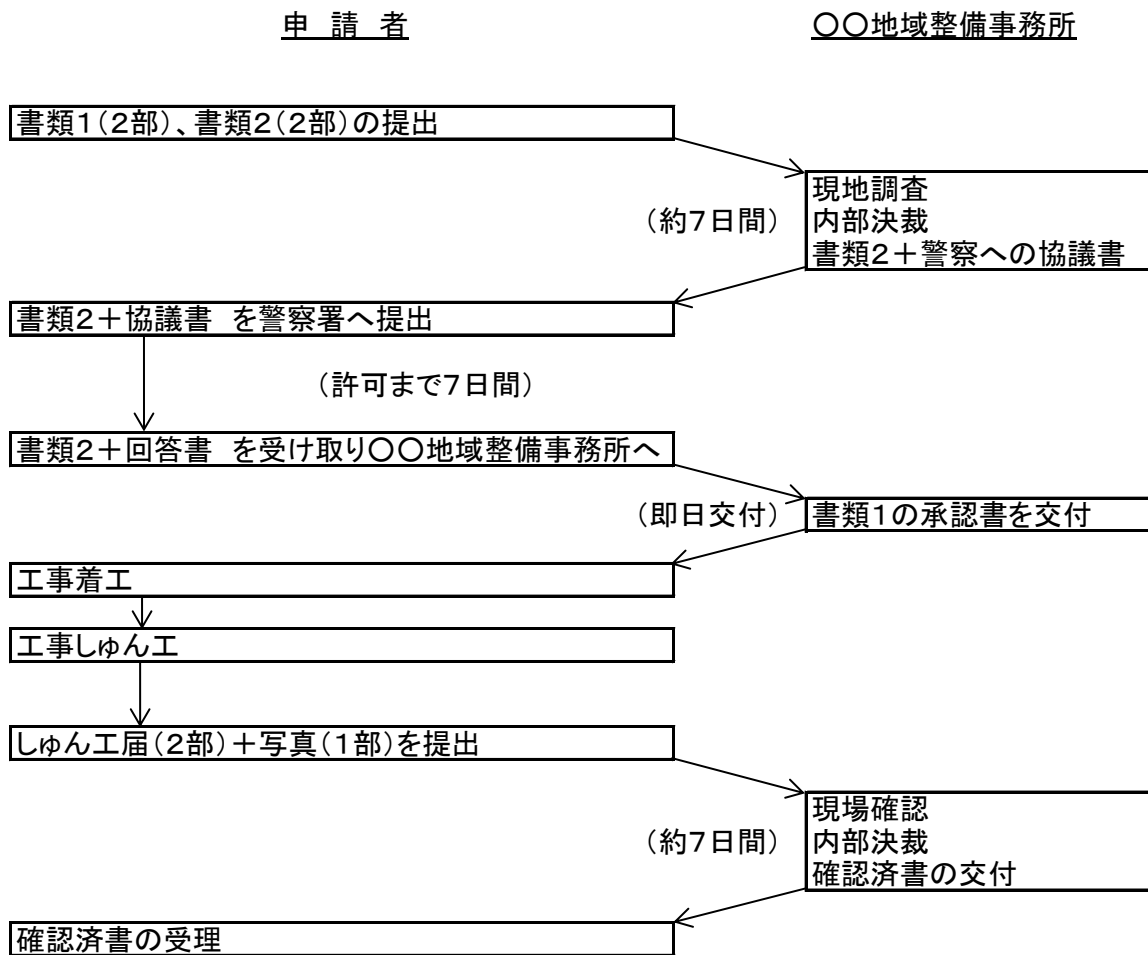 申 請 者
〇〇地域整備事務所
書類1(2部)、書類2(2部)の提出
現地調査
(約7日間)
内部決裁
書類2+警察への協議書
書類2+協議書 を警察署へ提出
(許可まで7日間)
書類2+回答書 を受け取り〇〇地域整備事務所へ
(即日交付)
書類1の承認書を交付
工事着工
工事しゅん工
しゅん工届(2部)+写真(1部)を提出
現場確認
(約7日間)
内部決裁
確認済書の交付
確認済書の受理